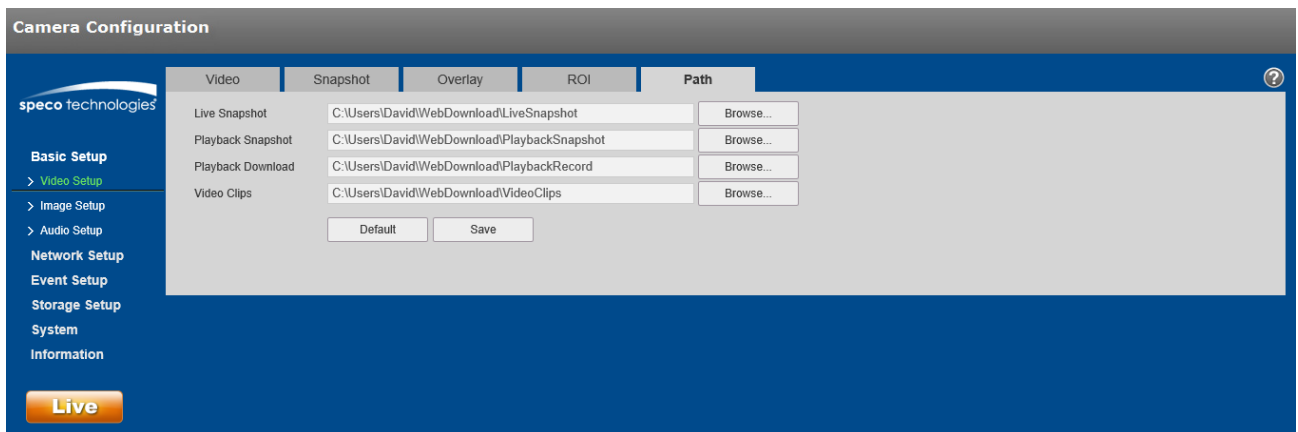 Camera Configuration
speco technologies
Video Snapshot Overlay ROI Path ?
Live Snapshot C:\Users\David\WebDownload\LiveSnapshot Browse...
Playback Snapshot C:\Users\David\WebDownload\PlaybackSnapshot Browse...
Playback Download C:\Users\David\WebDownload\PlaybackRecord Browse...
Video Clips C:\Users\David\WebDownload\VideoClips Browse...
Default Save
Basic Setup
> Video Setup
> Image Setup
> Audio Setup
Network Setup
Event Setup
Storage Setup
System
Information
Live